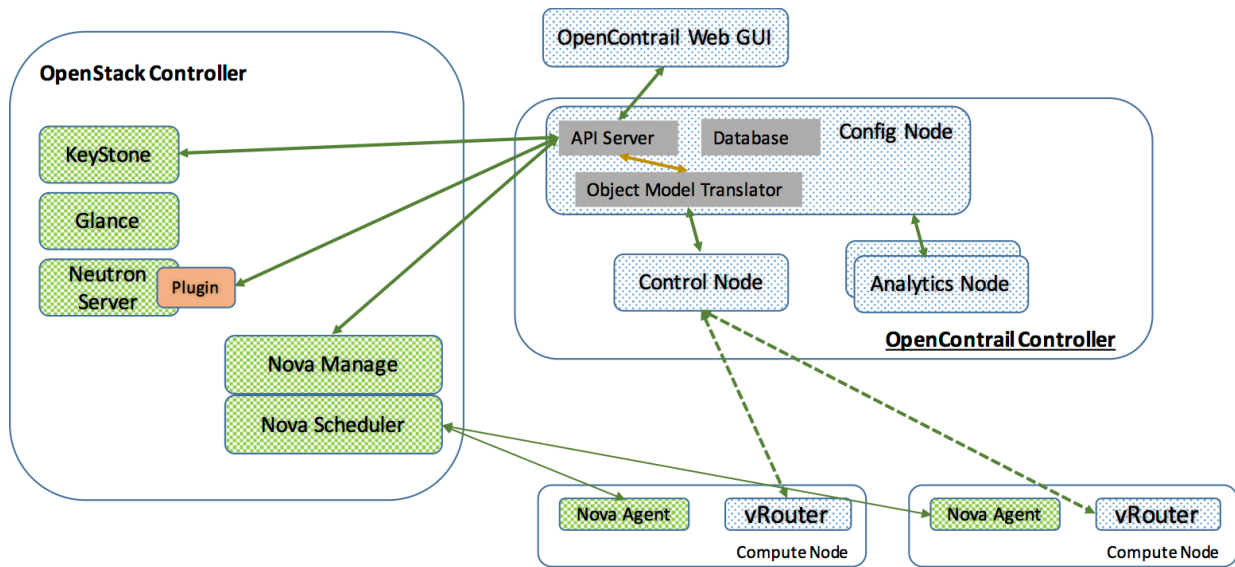 OpenContrail Web GUI
OpenStack Controller
KeyStone
Glance
Neutron
Server
Plugin
Nova Manage
Nova Scheduler
API Server
Database
Config Node
Object Model Translator
Control Node
Analytics Node
OpenContrail Controller
Nova Agent
vRouter
Compute Node
Nova Agent
vRouter
Compute Node